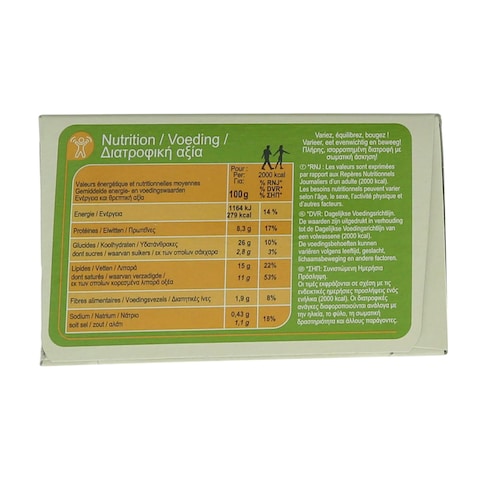 Nutrition / Voeding /
Διατροφική αξία
Valeurs énergétique et nutritionnelles moyennes
Gemiddelde energie- en voedingswaarden
Ενέργεια και θρεπτική αξία
Pour :
Per:
Για:
100g
2000 kcal
% RNJ*
% DVR*
% ΣΗΠ*
Energie / Ενέργεια
1164 kJ
279 kcal
14 %
Protéines / Eiwitten / Πρωτεΐνες
8,3 g
17%
Glucides / Koolhydraten / Υδατάνθρακες
26 g
10%
dont sucres / waarvan suikers / εκ των οποίων σάκχαρα
2,8 g
3%
Lipides / Vetten / Λιπαρά
15 g
22%
dont saturés / waarvan verzadigde /
εκ των οποίων κορεσμένα λιπαρά οξέα
11 g
53%
Fibres alimentaires / Voedingsvezels / Διαιτητικές ίνες
1,9 g
8%
Sodium / Natrium / Νάτριο
0,43 g
soit sel / zout / αλάτι
1,1 g
18%
Variez, équilibrez, bougez !
Varieer, eet evenwichtig en beweeg!
Πλήρης, ισορροπημένη διατροφή με
σωματική άσκηση!
*RNJ : Les valeurs sont exprimées
par rapport aux Repères Nutritionnels
Journaliers d'un adulte (2000 kcal).
Les besoins nutritionnels peuvent varier
selon l'âge, le sexe, l'activité physique et
d'autres facteurs.
*DVR: Dagelijkse Voedingsrichtlijn.
De waarden zijn uitgedrukt in verhouding
tot de Dagelijkse Voedingsrichtlijn van
een volwassene (2000 kcal).
De voedingsbehoeften kunnen
variëren volgens leeftijd, geslacht,
lichaamsbeweging en andere factoren.
*ΣΗΠ: Συνιστώμενη Ημερήσια
Πρόσληψη.
Οι τιμές εκφράζονται σε σχέση με τις
ενδεικτικές ημερήσιες προσλήψεις ενός
ενήλικα (2000 kcal). Οι διατροφικές
ανάγκες διαφοροποιούνται ανάλογα με
την ηλικία, το φύλο, τη σωματική
δραστηριότητα και άλλους παράγοντες.